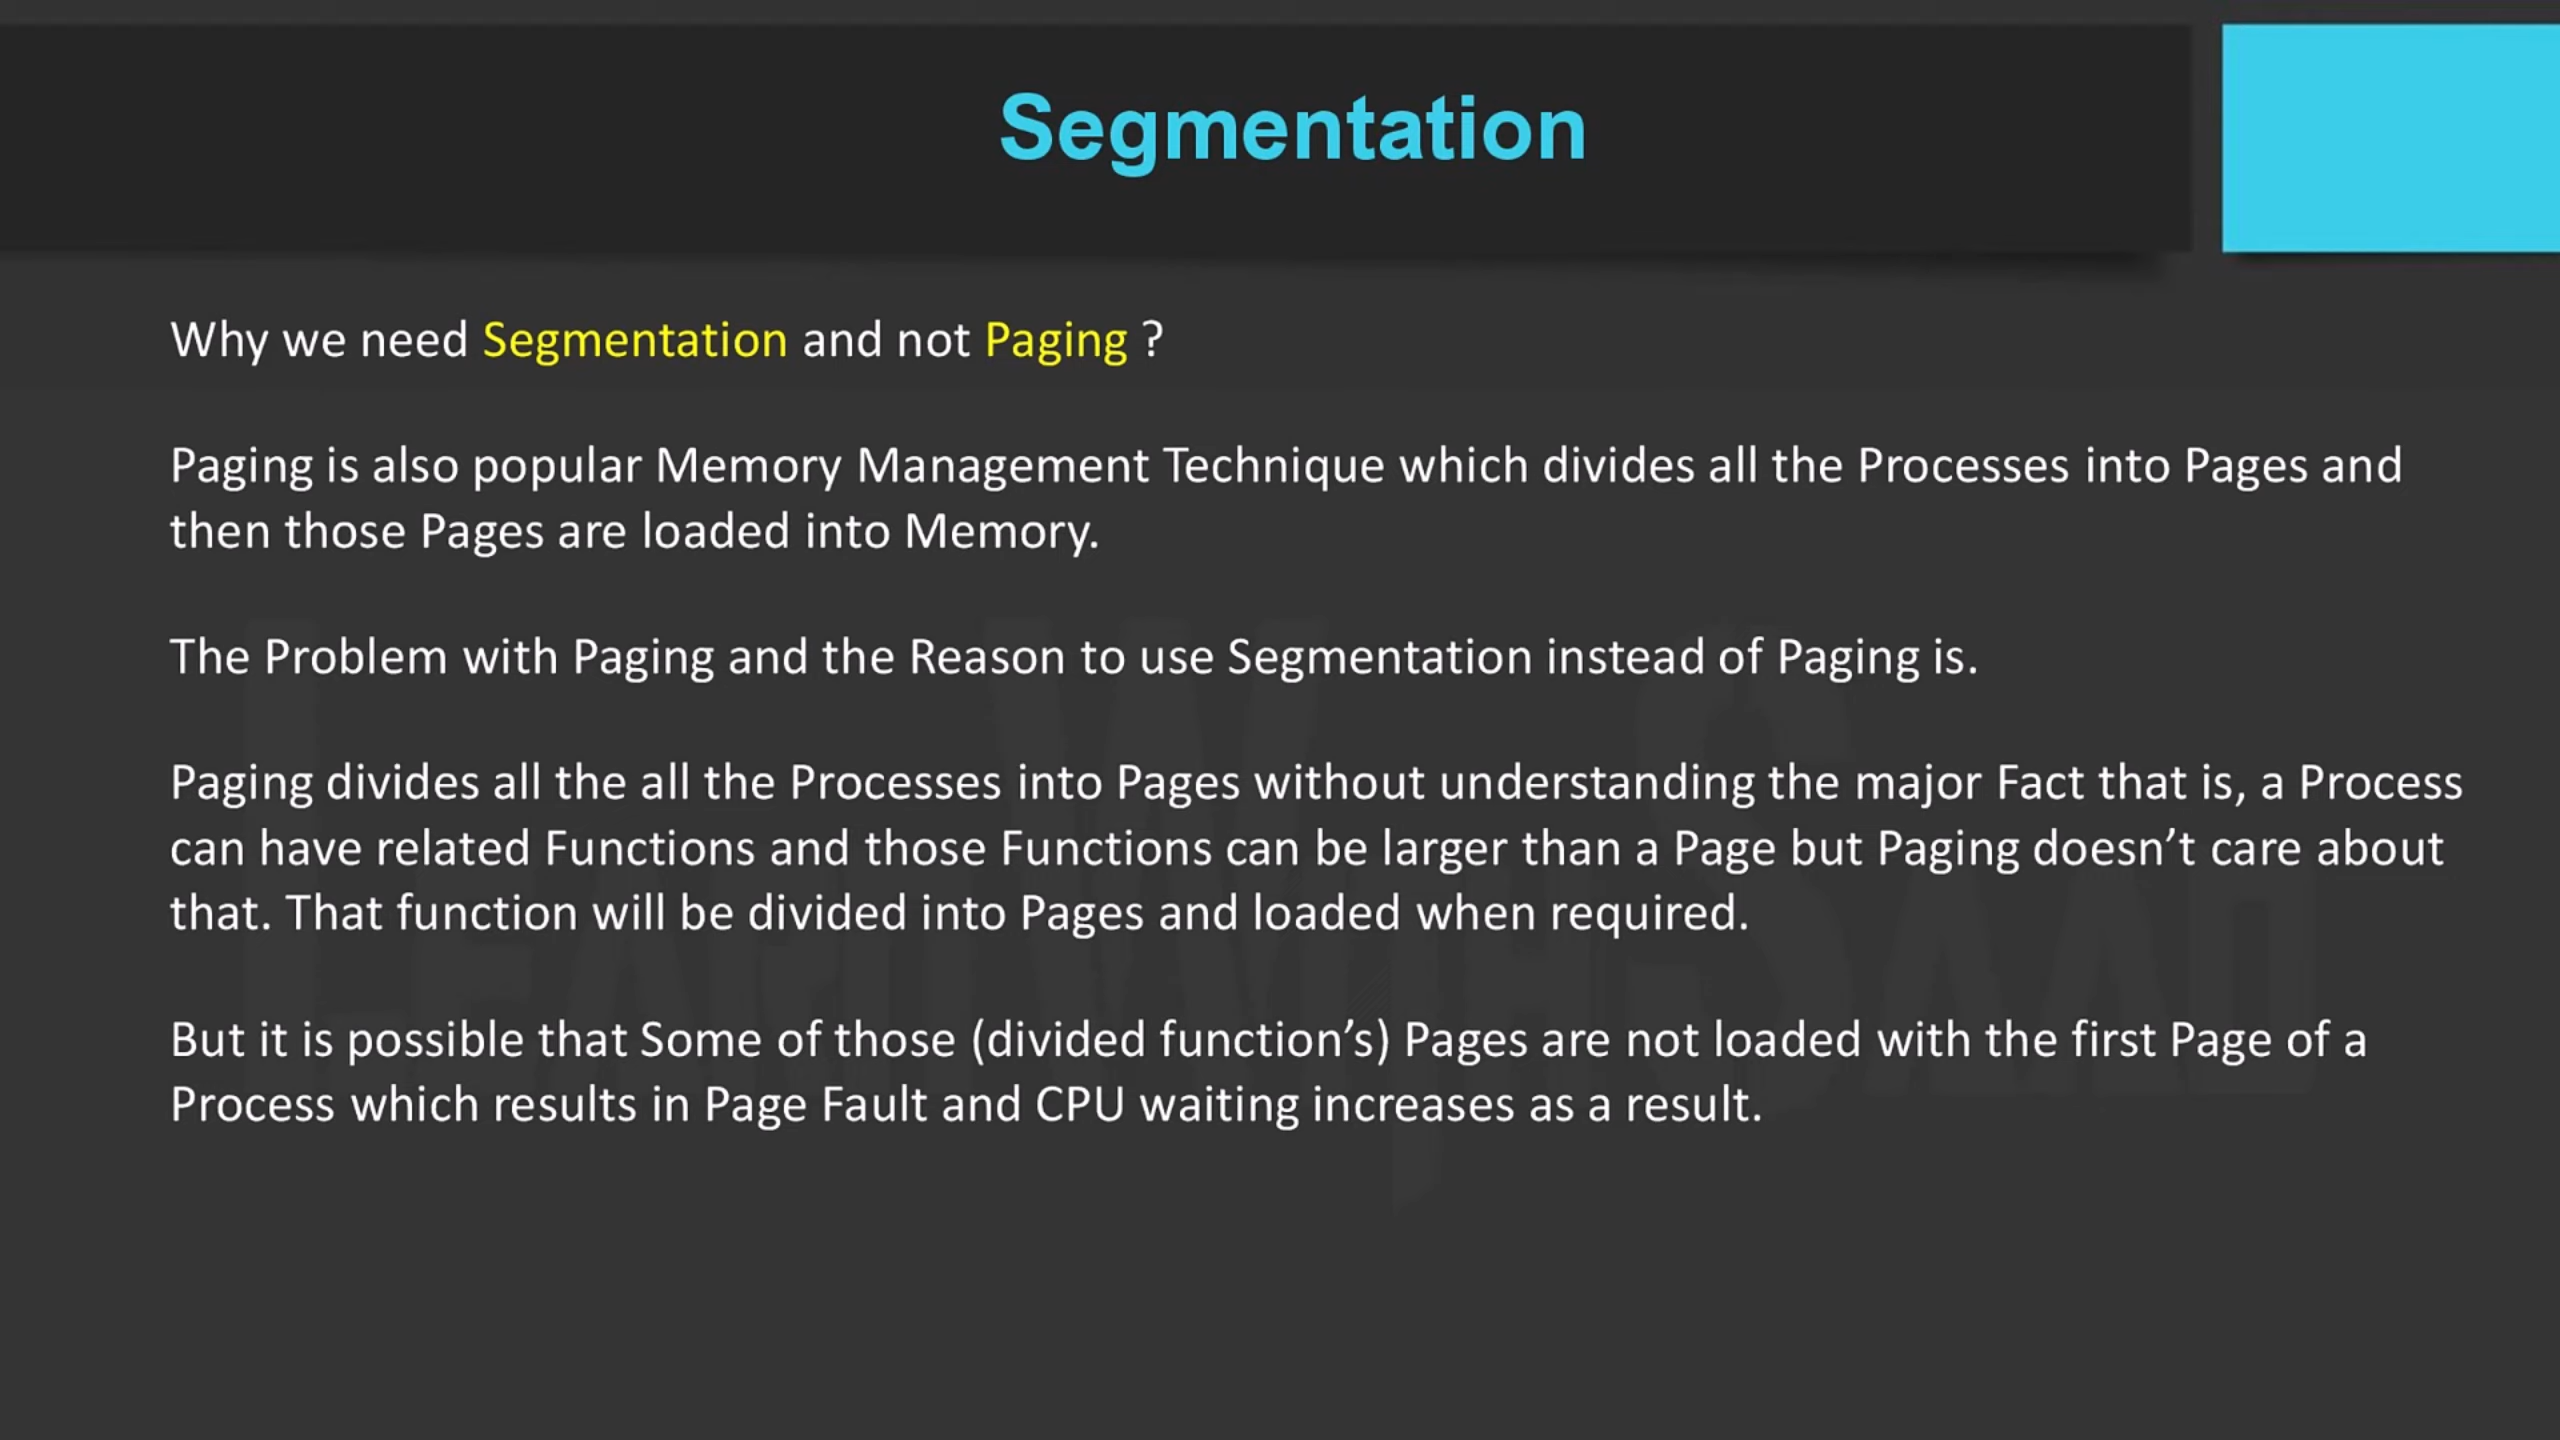 Segmentation
Why we need Segmentation and not Paging ?
Paging is also popular Memory Management Technique which divides all the Processes into Pages and
then those Pages are loaded into Memory.
The Problem with Paging and the Reason to use Segmentation instead of Paging is.
Paging divides all the all the Processes into Pages without understanding the major Fact that is, a Process
can have related Functions and those Functions can be larger than a Page but Paging doesn’t care about
that. That function will be divided into Pages and loaded when required.
But it is possible that Some of those (divided function’s) Pages are not loaded with the first Page of a
Process which results in Page Fault and CPU waiting increases as a result.